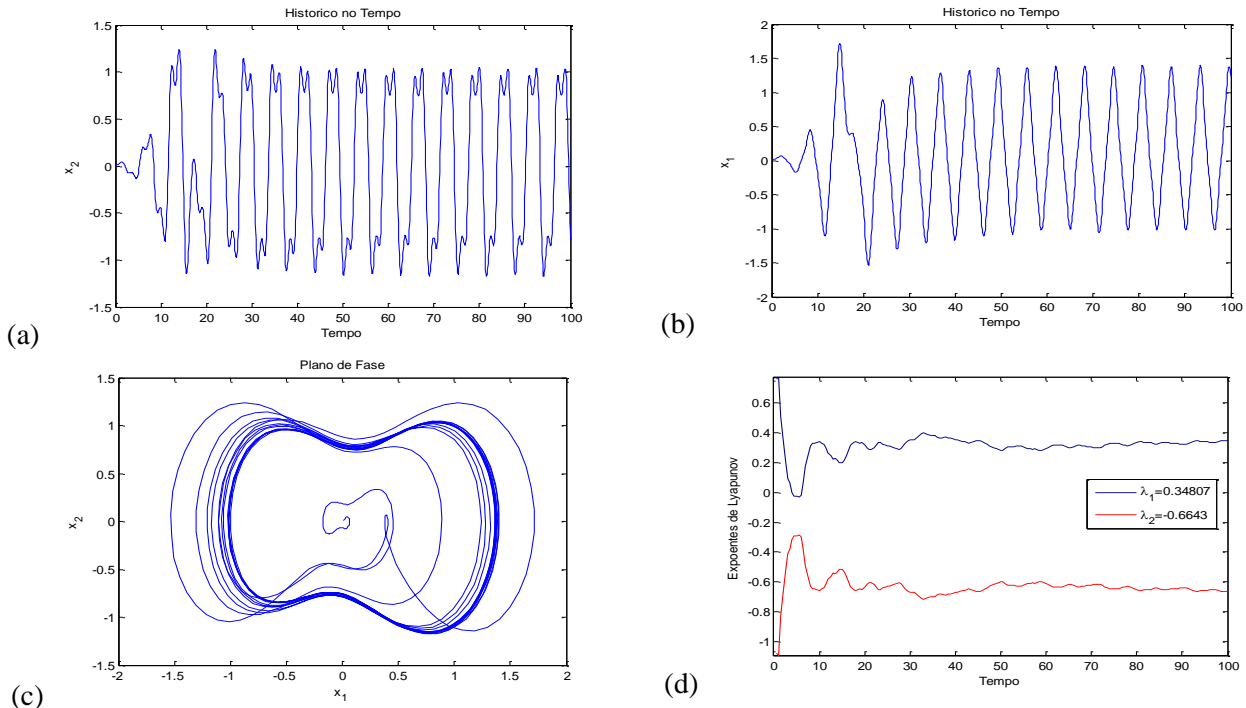 Historico no Tempo
1.5
1
0.5
0
-0.5
-1
-1.5
x2
0 10 20 30 40 50 60 70 80 90 100
Tempo
(a)
Historico no Tempo
2
1.5
1
0.5
0
-0.5
-1
-1.5
-2
x1
0 10 20 30 40 50 60 70 80 90 100
Tempo
(b)
Plano de Fase
1.5
1
0.5
0
-0.5
-1
-1.5
x2
-2 -1.5 -1 -0.5 0 0.5 1 1.5 2
x1
(c)
0.6
0.4
0.2
0
-0.2
-0.4
-0.6
-0.8
-1
Expoentes de Lyapunov
λ1=0.34807
λ2=-0.6643
0 10 20 30 40 50 60 70 80 90 100
Tempo
(d)